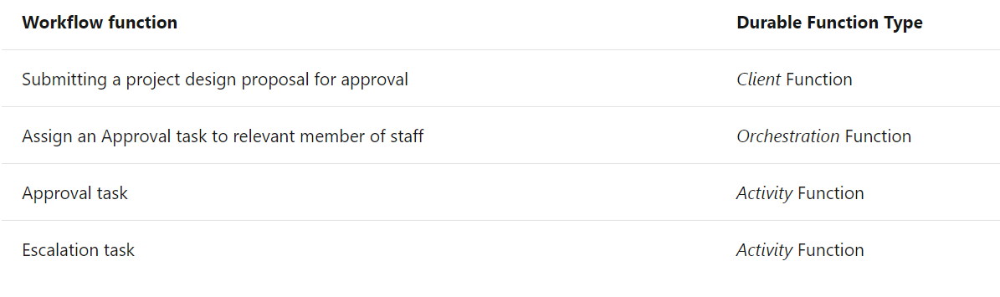 Workflow function Durable Function Type
Submitting a project design proposal for approval Client Function
Assign an Approval task to relevant member of staff Orchestration Function
Approval task Activity Function
Escalation task Activity Function